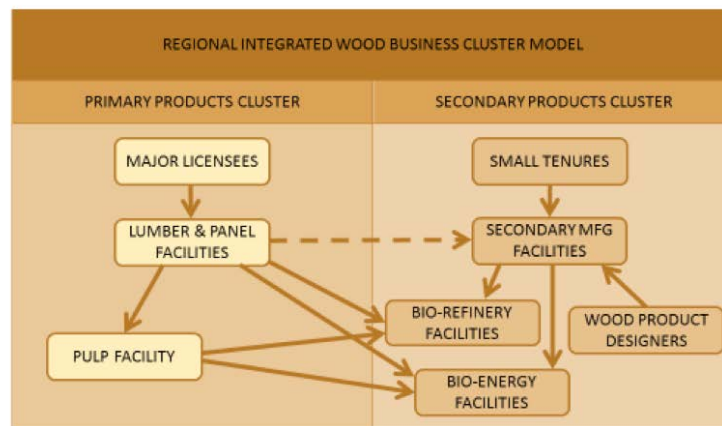 REGIONAL INTEGRATED WOOD BUSINESS CLUSTER MODEL
PRIMARY PRODUCTS CLUSTER
SECONDARY PRODUCTS CLUSTER
MAJOR LICENSEES
SMALL TENURES
LUMBER & PANEL
FACILITIES
SECONDARY MFG
FACILITIES
BIO-REFINERY
FACILITIES
WOOD PRODUCT
DESIGNERS
PULP FACILITY
BIO-ENERGY
FACILITIES